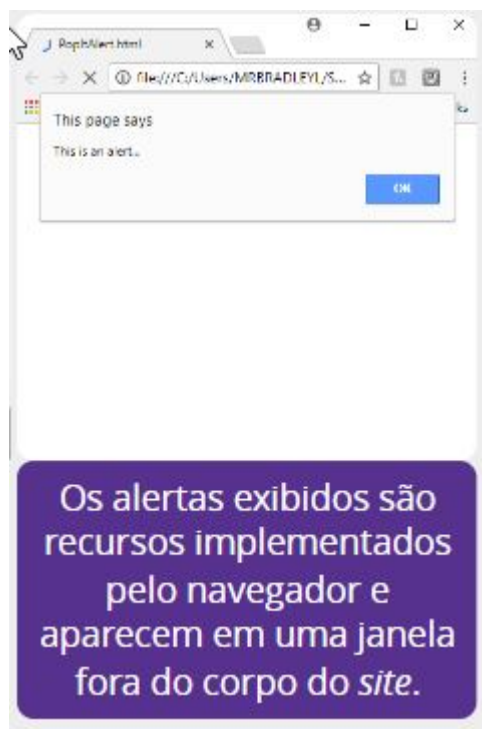 PopItAlert.html
file:///C:/Users/MRBRADLEYL/S...
This page says
This is an alert...
OK
Os alertas exibidos são
recursos implementados
pelo navegador e
aparecem em uma janela
fora do corpo do site.